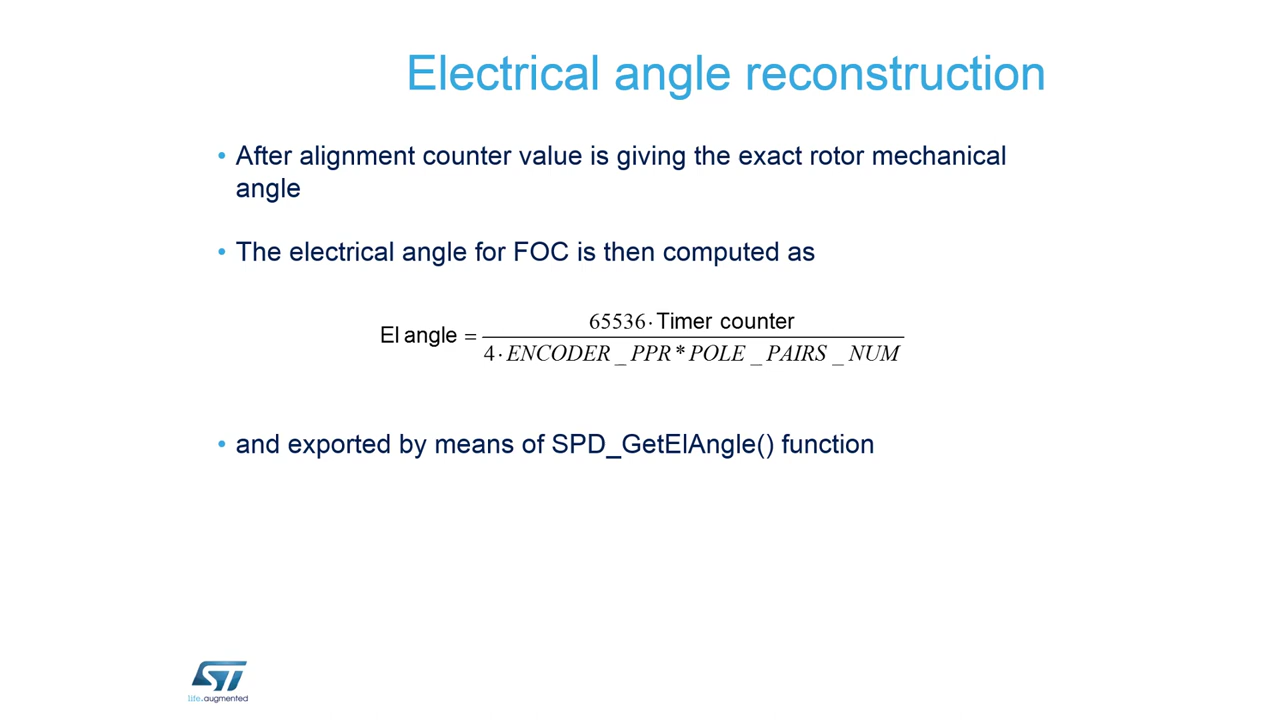 Electrical angle reconstruction
• After alignment counter value is giving the exact rotor mechanical
angle
• The electrical angle for FOC is then computed as
El angle = 65536 · Timer counter / 4 · ENCODER _ PPR * POLE _ PAIRS _ NUM
• and exported by means of SPD_GetElAngle() function
ST
life.augmented